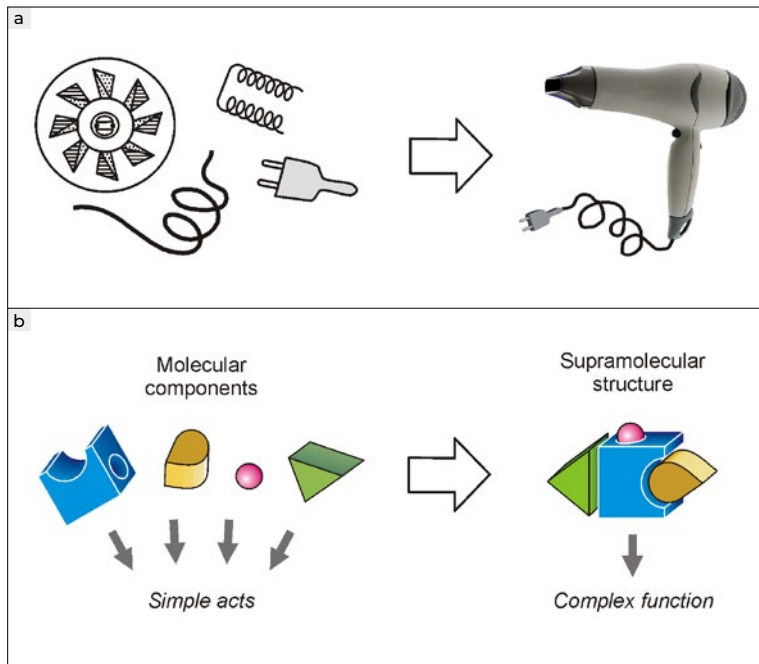 a
b
Molecular
components
Supramolecular
structure
Simple acts
Complex function